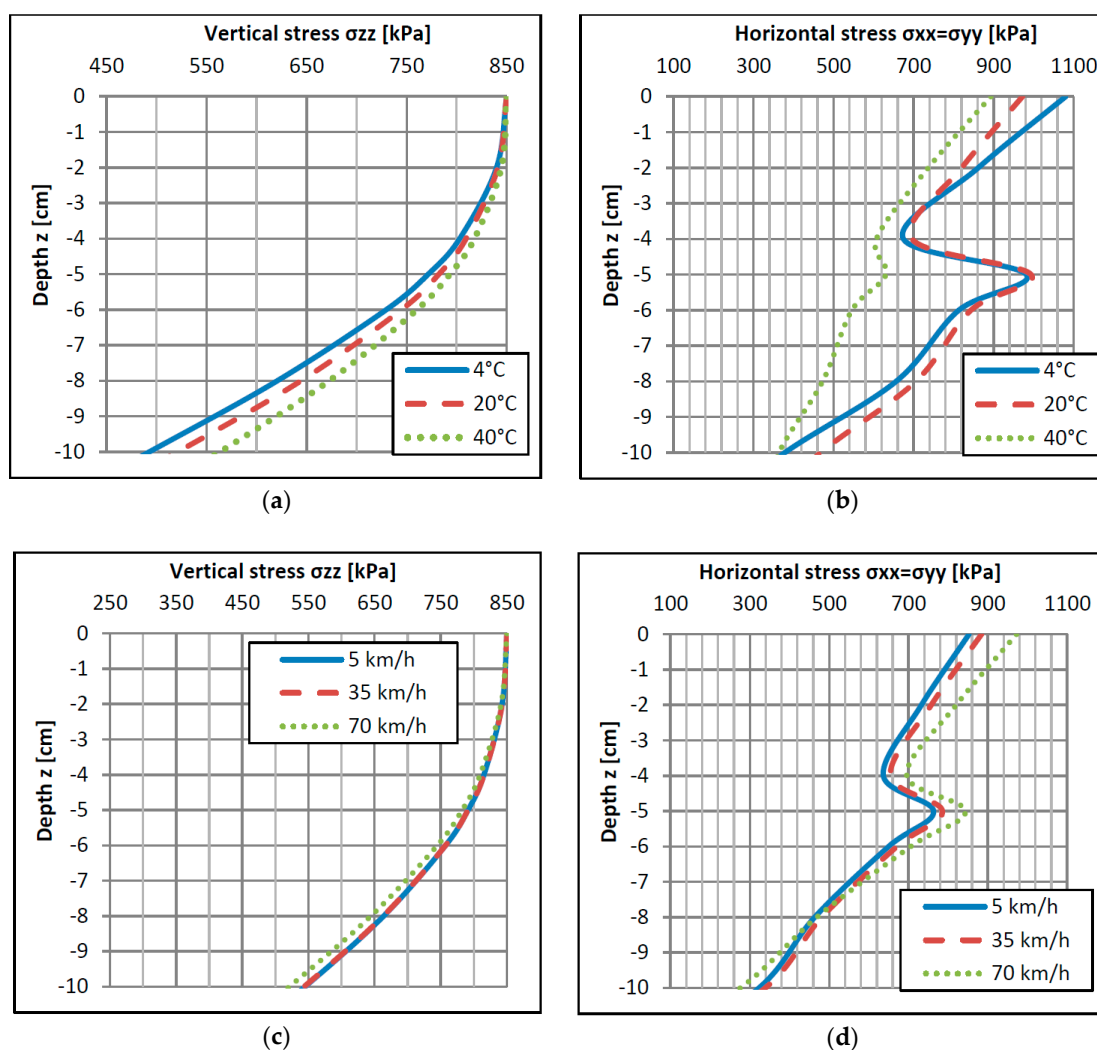 Vertical stress σzz [kPa]
450 550 650 750 850
Depth z [cm]
0
-1
-2
-3
-4
-5
-6
-7
-8
-9
-10
4°C
20°C
40°C
(a)
Horizontal stress σxx=σyy [kPa]
100 300 500 700 900 1100
Depth z [cm]
0
-1
-2
-3
-4
-5
-6
-7
-8
-9
-10
4°C
20°C
40°C
(b)
Vertical stress σzz [kPa]
250 350 450 550 650 750 850
Depth z [cm]
0
-1
-2
-3
-4
-5
-6
-7
-8
-9
-10
5 km/h
35 km/h
70 km/h
(c)
Horizontal stress σxx=σyy [kPa]
100 300 500 700 900 1100
Depth z [cm]
0
-1
-2
-3
-4
-5
-6
-7
-8
-9
-10
5 km/h
35 km/h
70 km/h
(d)